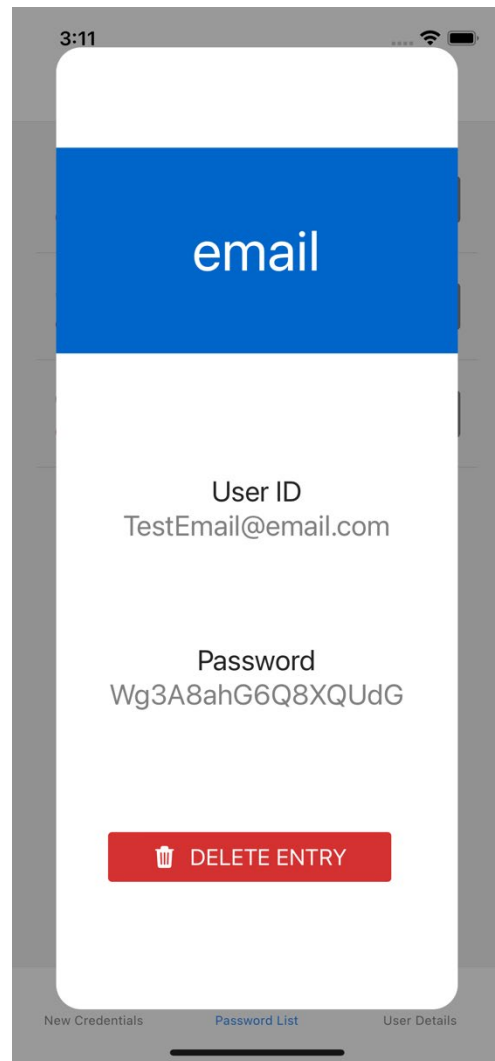 3:11
email
User ID
TestEmail@email.com
Password
Wg3A8ahG6Q8XQUdG
DELETE ENTRY
New Credentials
Password List
User Details